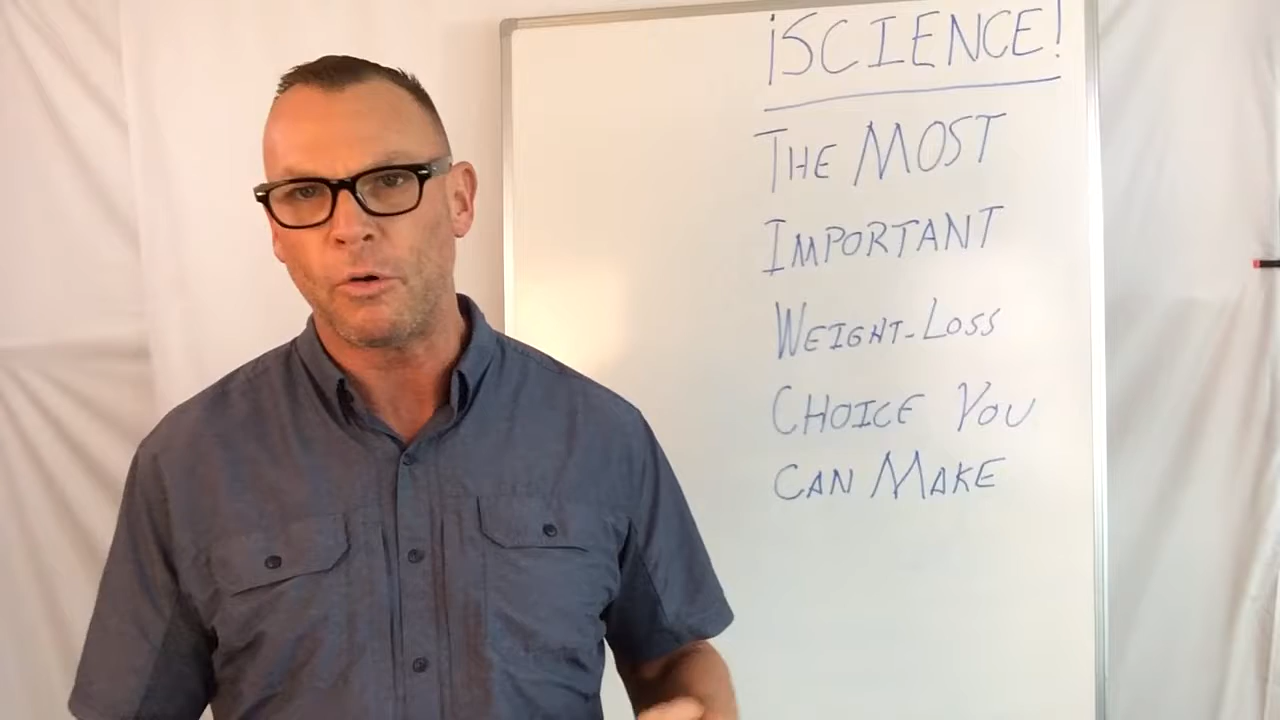 ¡SCIENCE!
THE MOST
IMPORTANT
WEIGHT-LOSS
CHOICE YOU
CAN MAKE